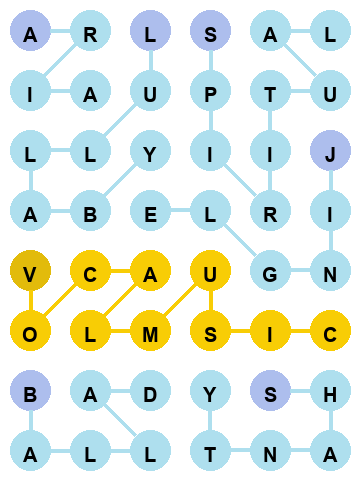 A R L S A L
I A U P T U
L L Y I I J
A B E L R I
V C A U G N
O L M S I C
B A D Y S H
A L L T N A